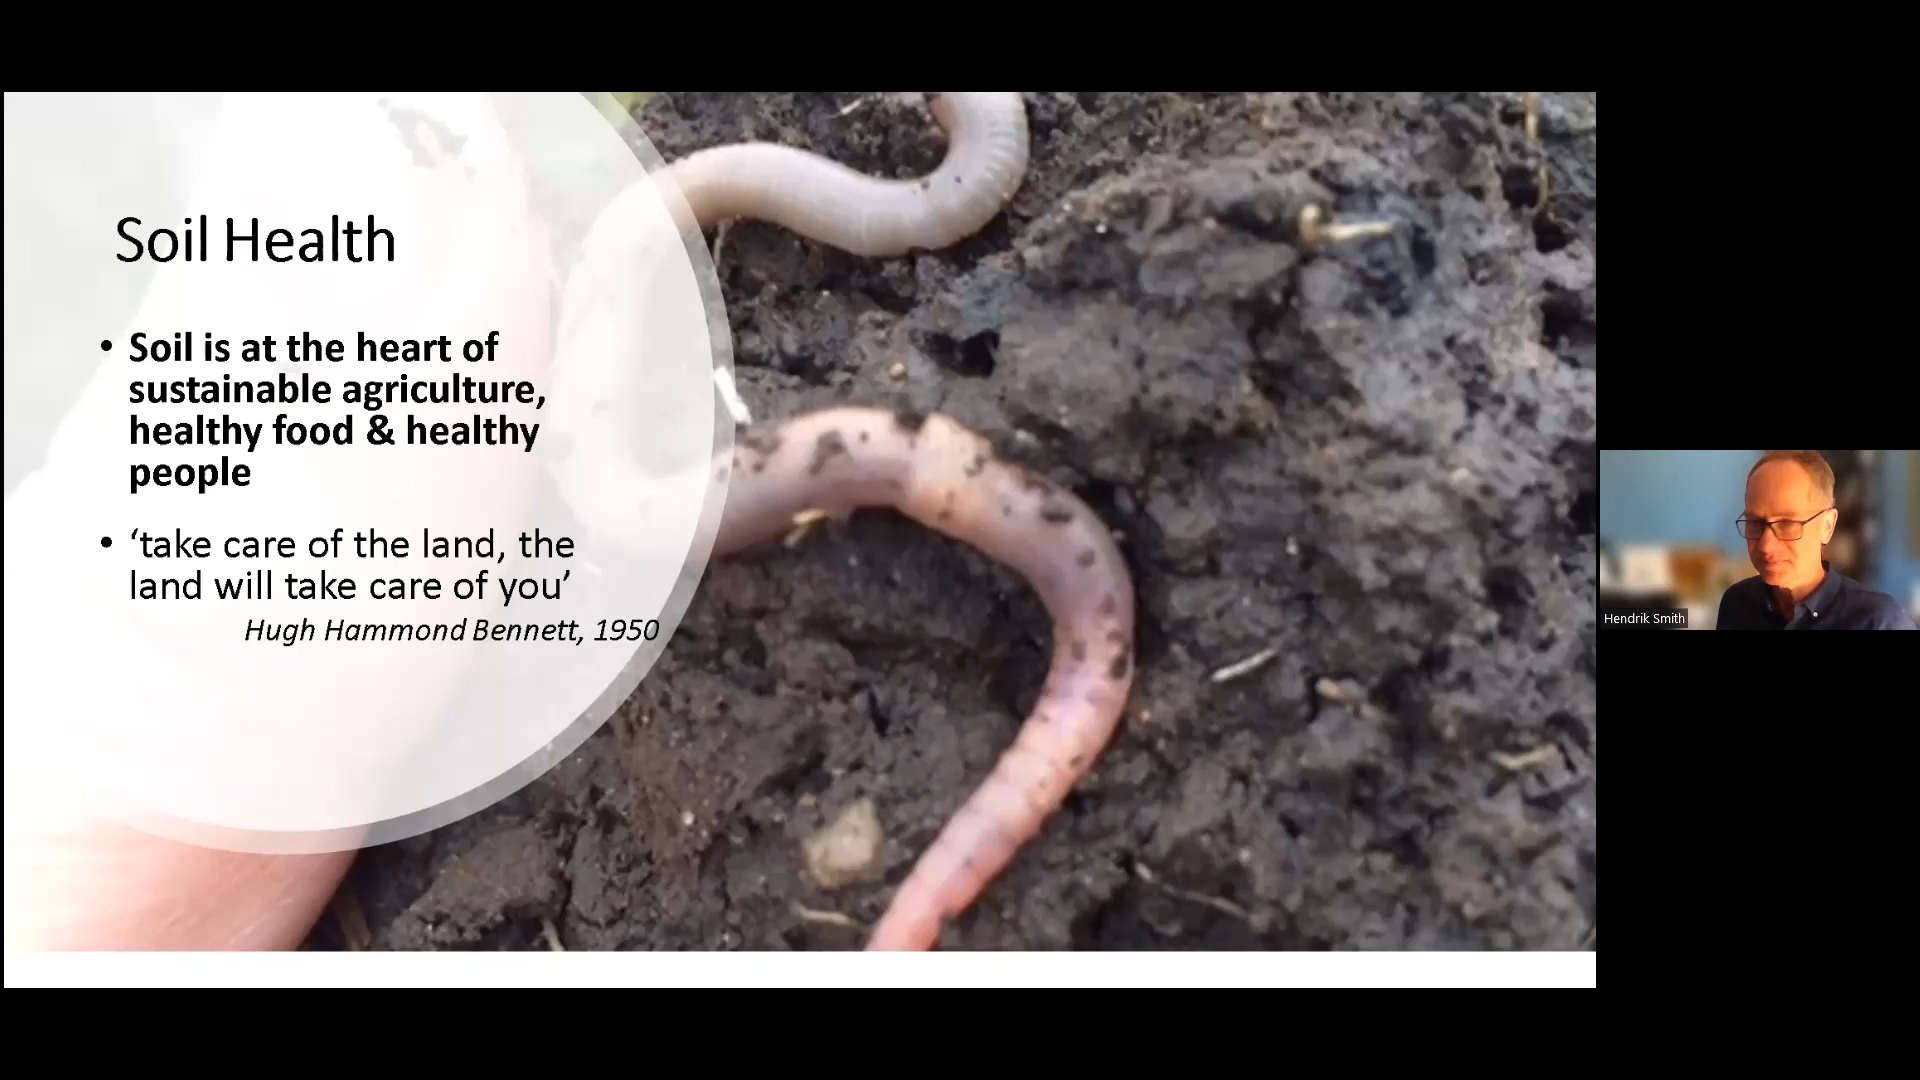 Soil Health
• Soil is at the heart of
sustainable agriculture,
healthy food & healthy
people
• ‘take care of the land, the
land will take care of you’
Hugh Hammond Bennett, 1950
Hendrik Smith